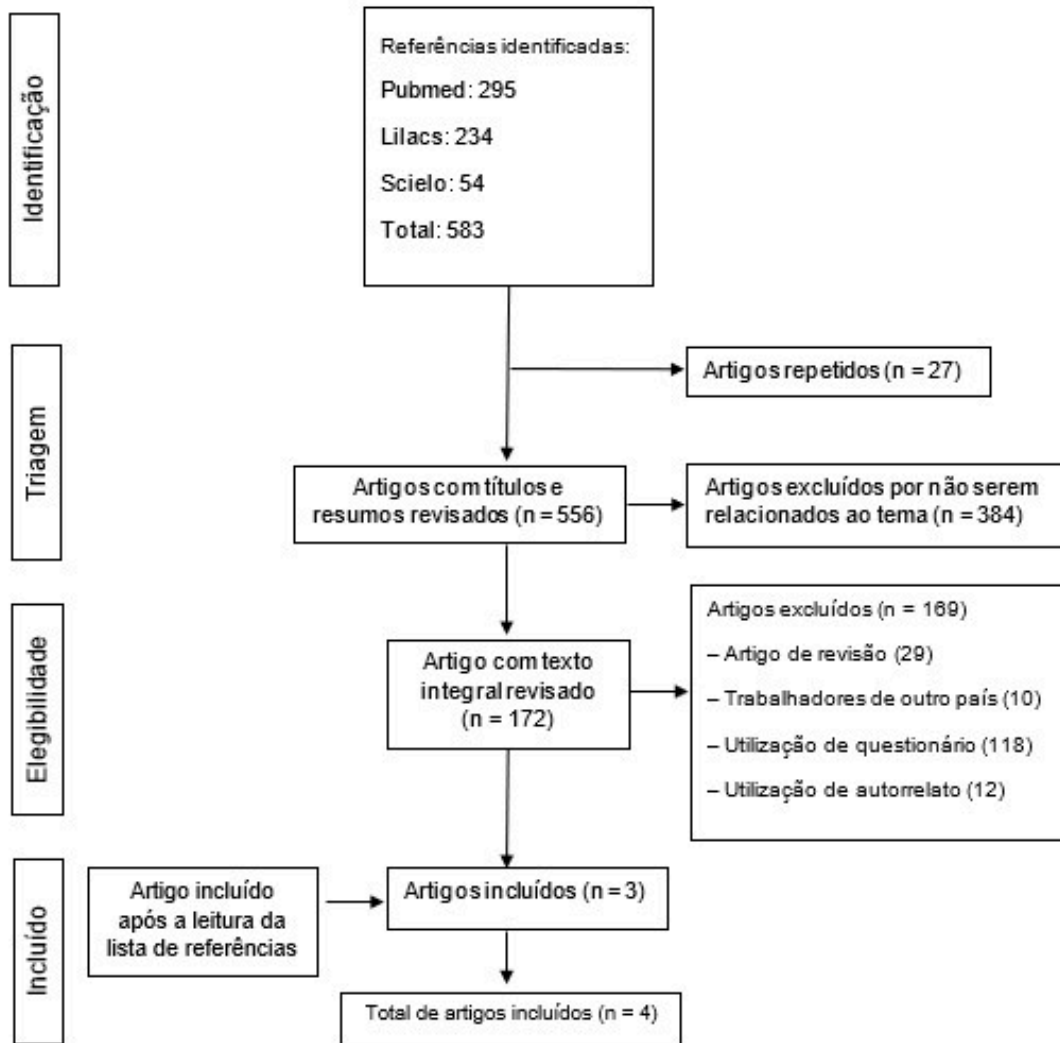 Identificação
Referências identificadas:
Pubmed: 295
Lilacs: 234
Scielo: 54
Total: 583
Triagem
Artigos repetidos (n = 27)
Artigos com títulos e
resumos revisados (n = 556)
Artigos excluídos por não serem
relacionados ao tema (n = 384)
Elegibilidade
Artigo com texto
integral revisado
(n = 172)
Artigos excluídos (n = 169)
– Artigo de revisão (29)
– Trabalhadores de outro país (10)
– Utilização de questionário (118)
– Utilização de autorrelato (12)
Incluído
Artigo incluído
após a leitura da
lista de referências
Artigos incluídos (n = 3)
Total de artigos incluídos (n = 4)